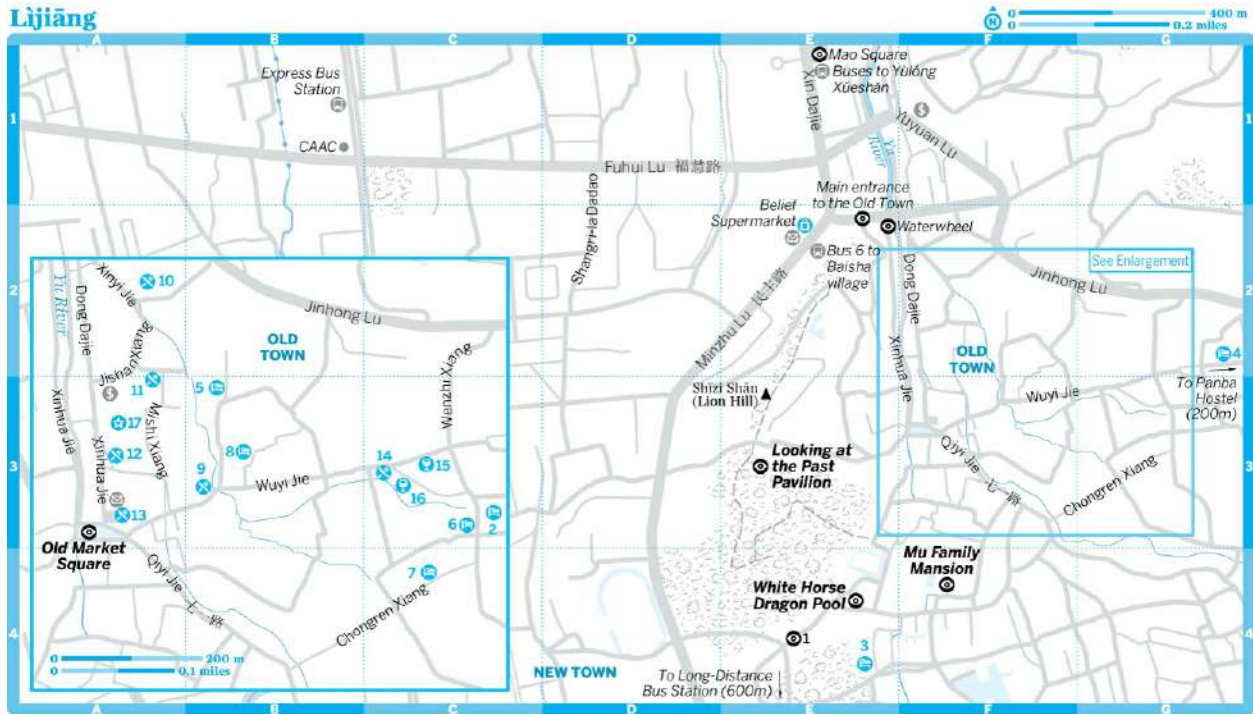 Lìjiāng
0 400 m
N
0 0.2 miles
A B C D E F G
1
2
3
4
Express Bus
Station
CAAC
Fuhui Lu 福慧路
Shangri-la Dadao
Mao Square
Buses to Yùlóng
Xuěshān
Xin Dajie
$
Yu
River
Yuyuan Lu
Main entrance
to the Old Town
Waterwheel
Belief
Supermarket
Bus 6 to
Baisha
village
Minzhu Lu 民主路
Dong Dajie
Xinhua Jie
See Enlargement
Jinhong Lu
OLD
TOWN
4
To Panba
Hostel
(200m)
Wuyi Jie
Qiyi Jie 七一路
Chongren Xiang
Shīzi Shān
(Lion Hill)
Looking at
the Past
Pavilion
Mu Family
Mansion
White Horse
Dragon Pool
1
3
NEW TOWN
To Long-Distance
Bus Station (600m)
Yu River
Dong Dajie
Xinyi Jie
10
Jinhong Lu
OLD
TOWN
Jishan Xiang
11
5
$
17
Mishi Xiang
Xinhua Jie
12
Xinhua Jie
8
9
Wuyi Jie
14
15
16
Wenzhi Xiang
13
6
2
Old Market
Square
7
Qiyi Jie 七一路
Chongren Xiang
0 200 m
0 0.1 miles
1
2
3
4
A B C D E F G